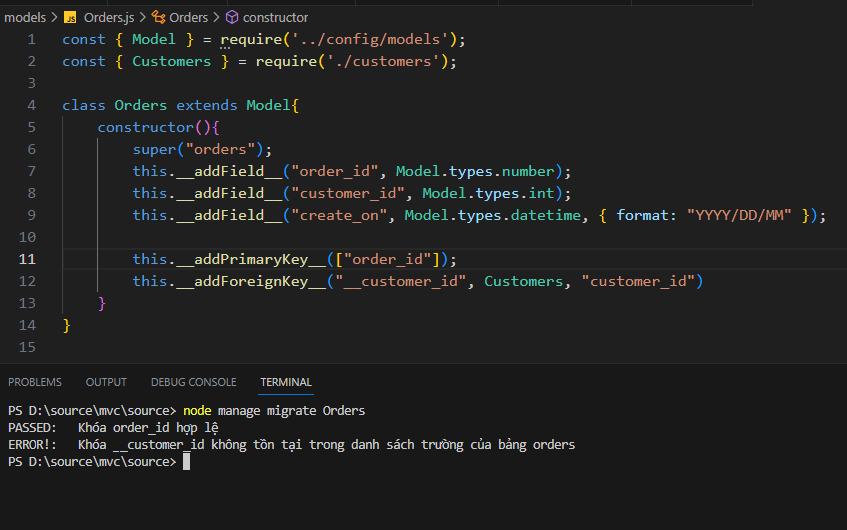 models > JS Orders.js > Orders > constructor
1 const { Model } = require('../config/models');
2 const { Customers } = require('./customers');
3
4 class Orders extends Model{
5 constructor(){
6 super("orders");
7 this.__addField__("order_id", Model.types.number);
8 this.__addField__("customer_id", Model.types.int);
9 this.__addField__("create_on", Model.types.datetime, { format: "YYYY/DD/MM" });
10
11 this.__addPrimaryKey__(["order_id"]);
12 this.__addForeignKey__("__customer_id", Customers, "customer_id")
13 }
14 }
15
PROBLEMS OUTPUT DEBUG CONSOLE TERMINAL
PS D:\source\mvc\source> node manage migrate Orders
PASSED: Khóa order_id hợp lệ
ERROR!: Khóa __customer_id không tồn tại trong danh sách trường của bảng orders
PS D:\source\mvc\source>